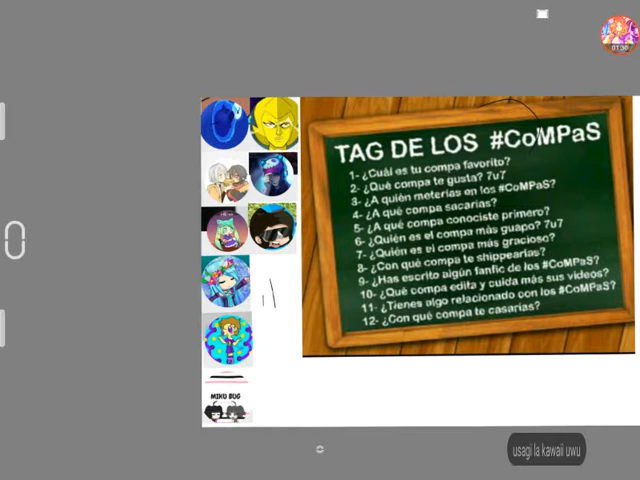 01:30
TAG DE LOS #CoMPaS
1- ¿Cuál es tu compa favorito?
2- ¿Qué compa te gusta? 7u7
3- ¿A quién meterías en los #CoMPaS?
4- ¿A qué compa sacarías?
5- ¿A qué compa conociste primero?
6- ¿Quién es el compa más guapo? 7u7
7- ¿Quién es el compa más gracioso?
8- ¿Con qué compa te shippearías?
9- ¿Has escrito algún fanfic de los #CoMPaS?
10- ¿Qué compa edita y cuida más sus videos?
11- ¿Tienes algo relacionado con los #CoMPaS?
12- ¿Con qué compa te casarías?
MIKU BUG
usagi la kawaii uwu